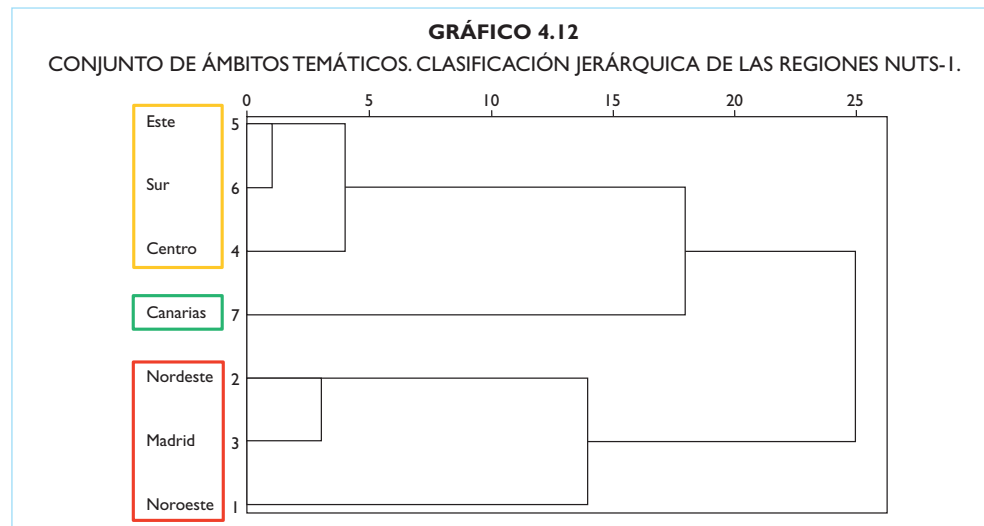 GRÁFICO 4.12
CONJUNTO DE ÁMBITOS TEMÁTICOS. CLASIFICACIÓN JERÁRQUICA DE LAS REGIONES NUTS-1.
0 5 10 15 20 25
Este 5
Sur 6
Centro 4
Canarias 7
Nordeste 2
Madrid 3
Noroeste 1